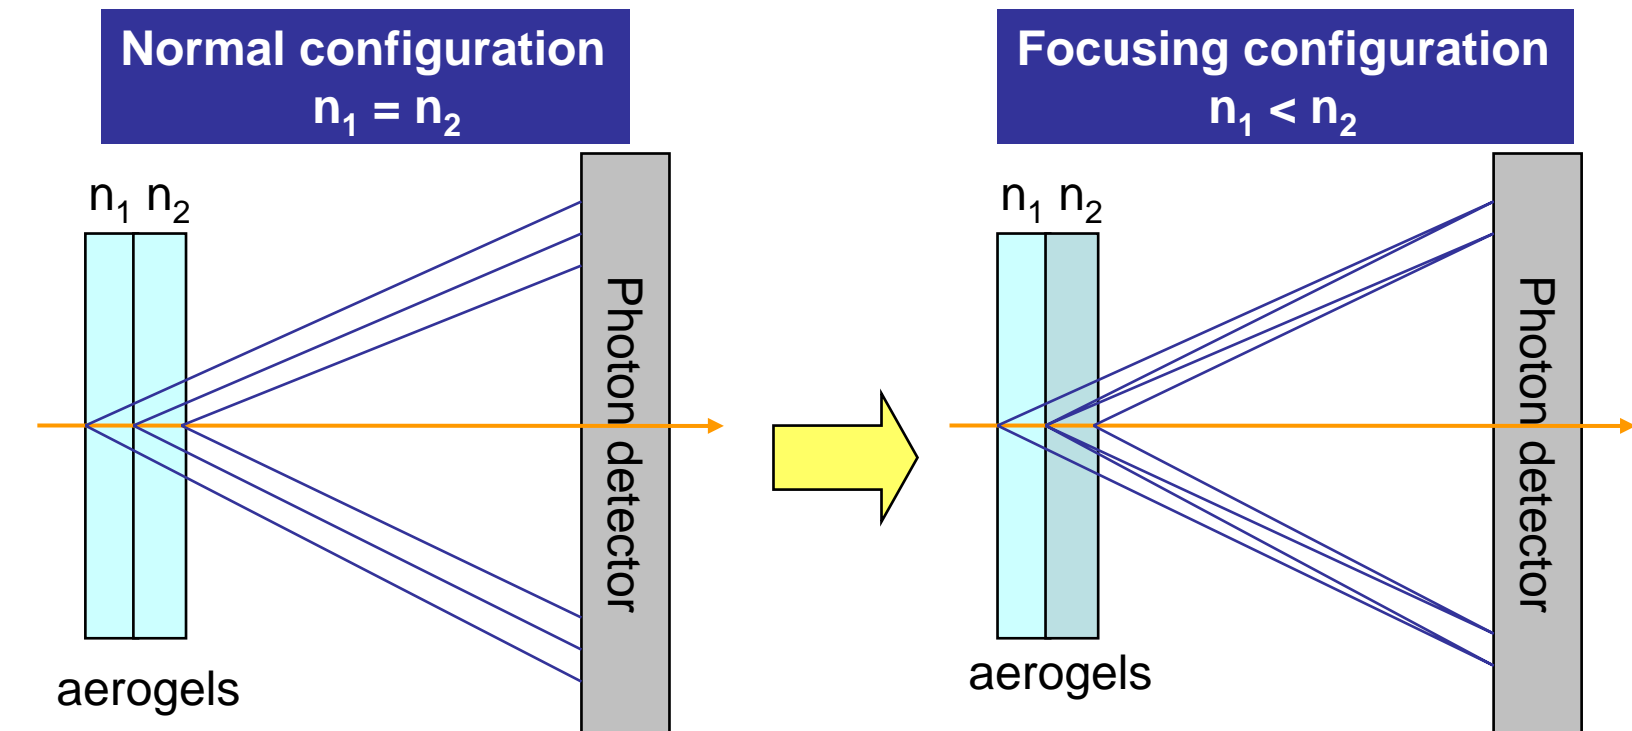 Normal configuration
n₁ = n₂
n₁ n₂
Photon detector
aerogels
Focusing configuration
n₁ < n₂
n₁ n₂
Photon detector
aerogels